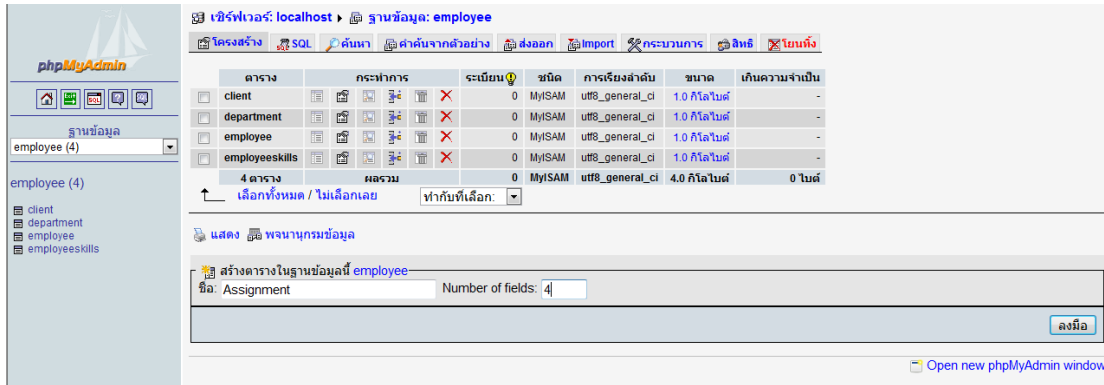 phpMyAdmin
ฐานข้อมูล
employee (4)
employee (4)
client
department
employee
employeeskills
เซิร์ฟเวอร์: localhost ▸ ฐานข้อมูล: employee
โครงสร้าง SQL ค้นหา คำค้นจากตัวอย่าง ส่งออก Import กระบวนการ สิทธิ โยนทิ้ง
ตาราง กระทำการ ระเบียน ชนิด การเรียงลำดับ ขนาด เกินความจำเป็น
client 0 MyISAM utf8_general_ci 1.0 กิโลไบต์ -
department 0 MyISAM utf8_general_ci 1.0 กิโลไบต์ -
employee 0 MyISAM utf8_general_ci 1.0 กิโลไบต์ -
employeeskills 0 MyISAM utf8_general_ci 1.0 กิโลไบต์ -
4 ตาราง ผลรวม 0 MyISAM utf8_general_ci 4.0 กิโลไบต์ 0 ไบต์
เลือกทั้งหมด / ไม่เลือกเลย ทำกับที่เลือก:
แสดง พจนานุกรมข้อมูล
สร้างตารางในฐานข้อมูลนี้ employee
ชื่อ: Assignment Number of fields: 4
ลงมือ
Open new phpMyAdmin window